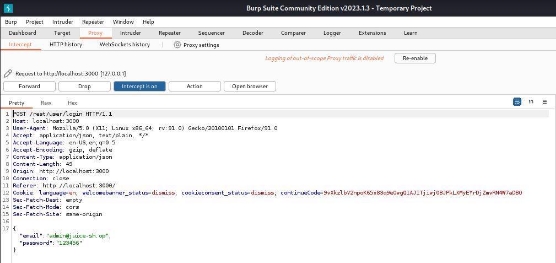 Burp Suite Community Edition v2023.1.3 - Temporary Project
Burp Project Intruder Repeater Window Help
Dashboard Target Proxy Intruder Repeater Sequencer Decoder Comparer Logger Extensions Learn
Intercept HTTP history WebSockets history Proxy settings
Logging of out-of-scope Proxy traffic is disabled Re-enable
Request to http://localhost:3000 [127.0.0.1]
Forward Drop Intercept is on Action Open browser
Pretty Raw Hex
1 POST /rest/user/login HTTP/1.1
2 Host: localhost:3000
3 User-Agent: Mozilla/5.0 (X11; Linux x86_64; rv:91.0) Gecko/20100101 Firefox/91.0
4 Accept: application/json, text/plain, */*
5 Accept-Language: en-US,en;q=0.5
6 Accept-Encoding: gzip, deflate
7 Content-Type: application/json
8 Content-Length: 45
9 Origin: http://localhost:3000
10 Connection: close
11 Referer: http://localhost:3000/
12 Cookie: language=en; welcomebanner_status=dismiss; cookieconsent_status=dismiss; continueCode=
13 Sec-Fetch-Dest: empty
14 Sec-Fetch-Mode: cors
15 Sec-Fetch-Site: same-origin
16
17 {
"email":"admin@juice-sh.op",
"password":"123456"
}